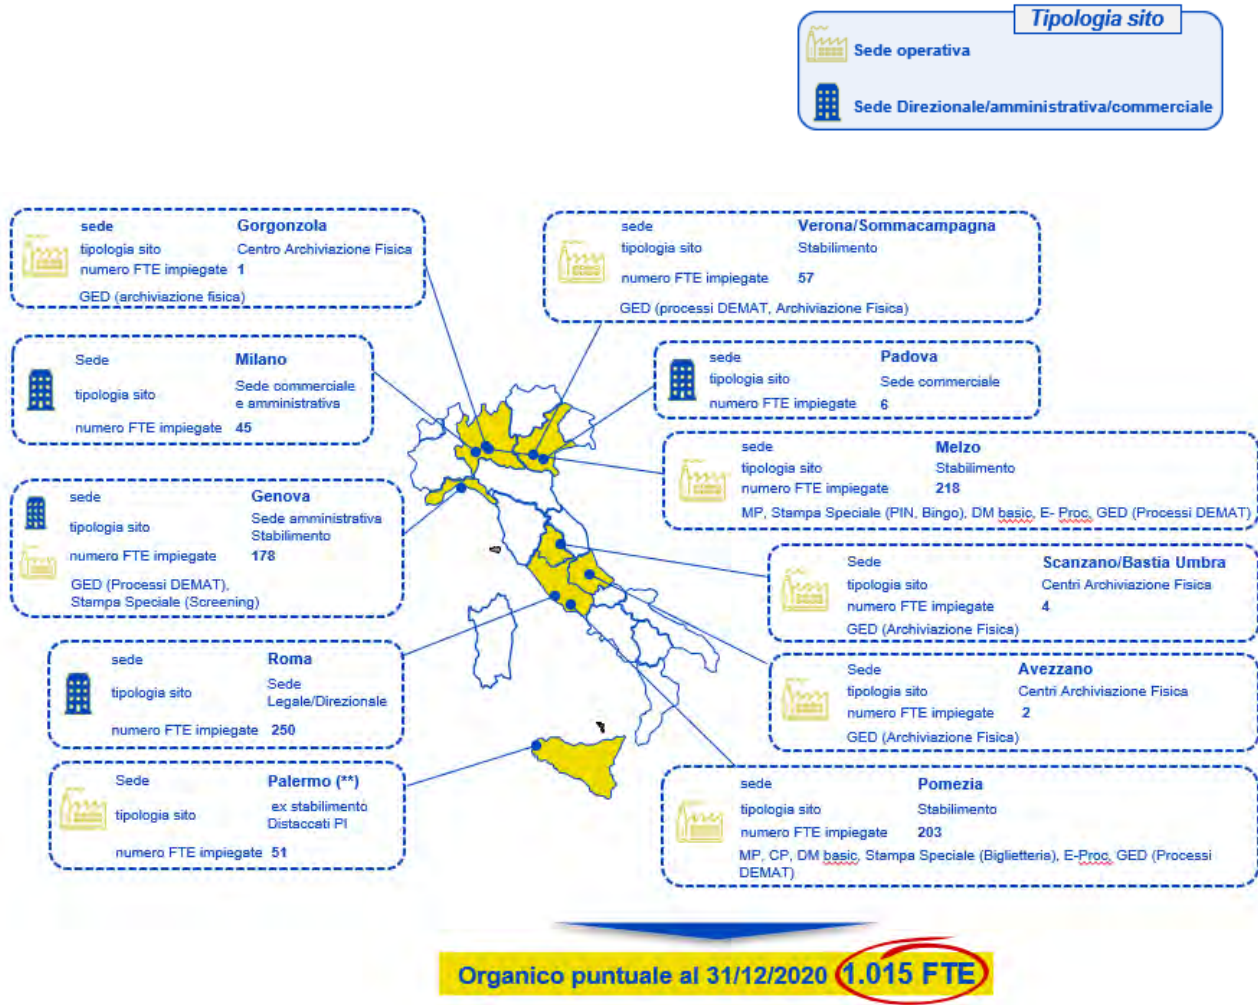 Tipologia sito
Sede operativa
Sede Direzionale/amministrativa/commerciale
sede Gorgonzola
tipologia sito Centro Archiviazione Fisica
numero FTE impiegate 1
GED (archiviazione fisica)
Sede Milano
tipologia sito Sede commerciale
e amministrativa
numero FTE impiegate 45
sede Genova
tipologia sito Sede amministrativa
Stabilimento
numero FTE impiegate 178
GED (Processi DEMAT),
Stampa Speciale (Screening)
sede Roma
tipologia sito Sede
Legale/Direzionale
numero FTE impiegate 250
Sede Palermo (**)
tipologia sito ex stabilimento
Distaccati PI
numero FTE impiegate 51
sede Verona/Sommacampagna
tipologia sito Stabilimento
numero FTE impiegate 57
GED (processi DEMAT, Archiviazione Fisica)
sede Padova
tipologia sito Sede commerciale
numero FTE impiegate 6
sede Melzo
tipologia sito Stabilimento
numero FTE impiegate 218
MP, Stampa Speciale (PIN, Bingo), DM basic, E- Proc, GED (Processi DEMAT)
Sede Scanzano/Bastia Umbra
tipologia sito Centri Archiviazione Fisica
numero FTE impiegate 4
GED (Archiviazione Fisica)
Sede Avezzano
tipologia sito Centri Archiviazione Fisica
numero FTE impiegate 2
GED (Archiviazione Fisica)
sede Pomezia
tipologia sito Stabilimento
numero FTE impiegate 203
MP, CP, DM basic, Stampa Speciale (Biglietteria), E-Proc, GED (Processi
DEMAT)
Organico puntuale al 31/12/2020 1.015 FTE